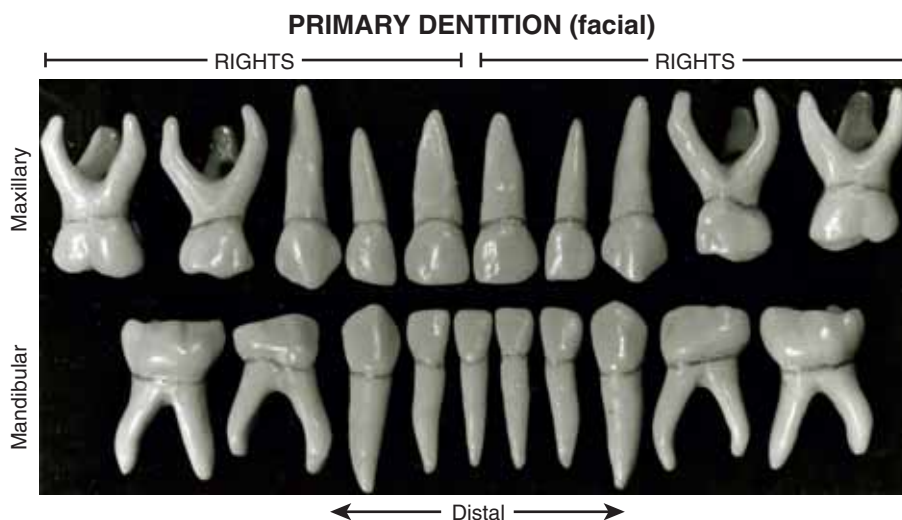 PRIMARY DENTITION (facial)
RIGHTS RIGHTS
Maxillary
Mandibular
Distal